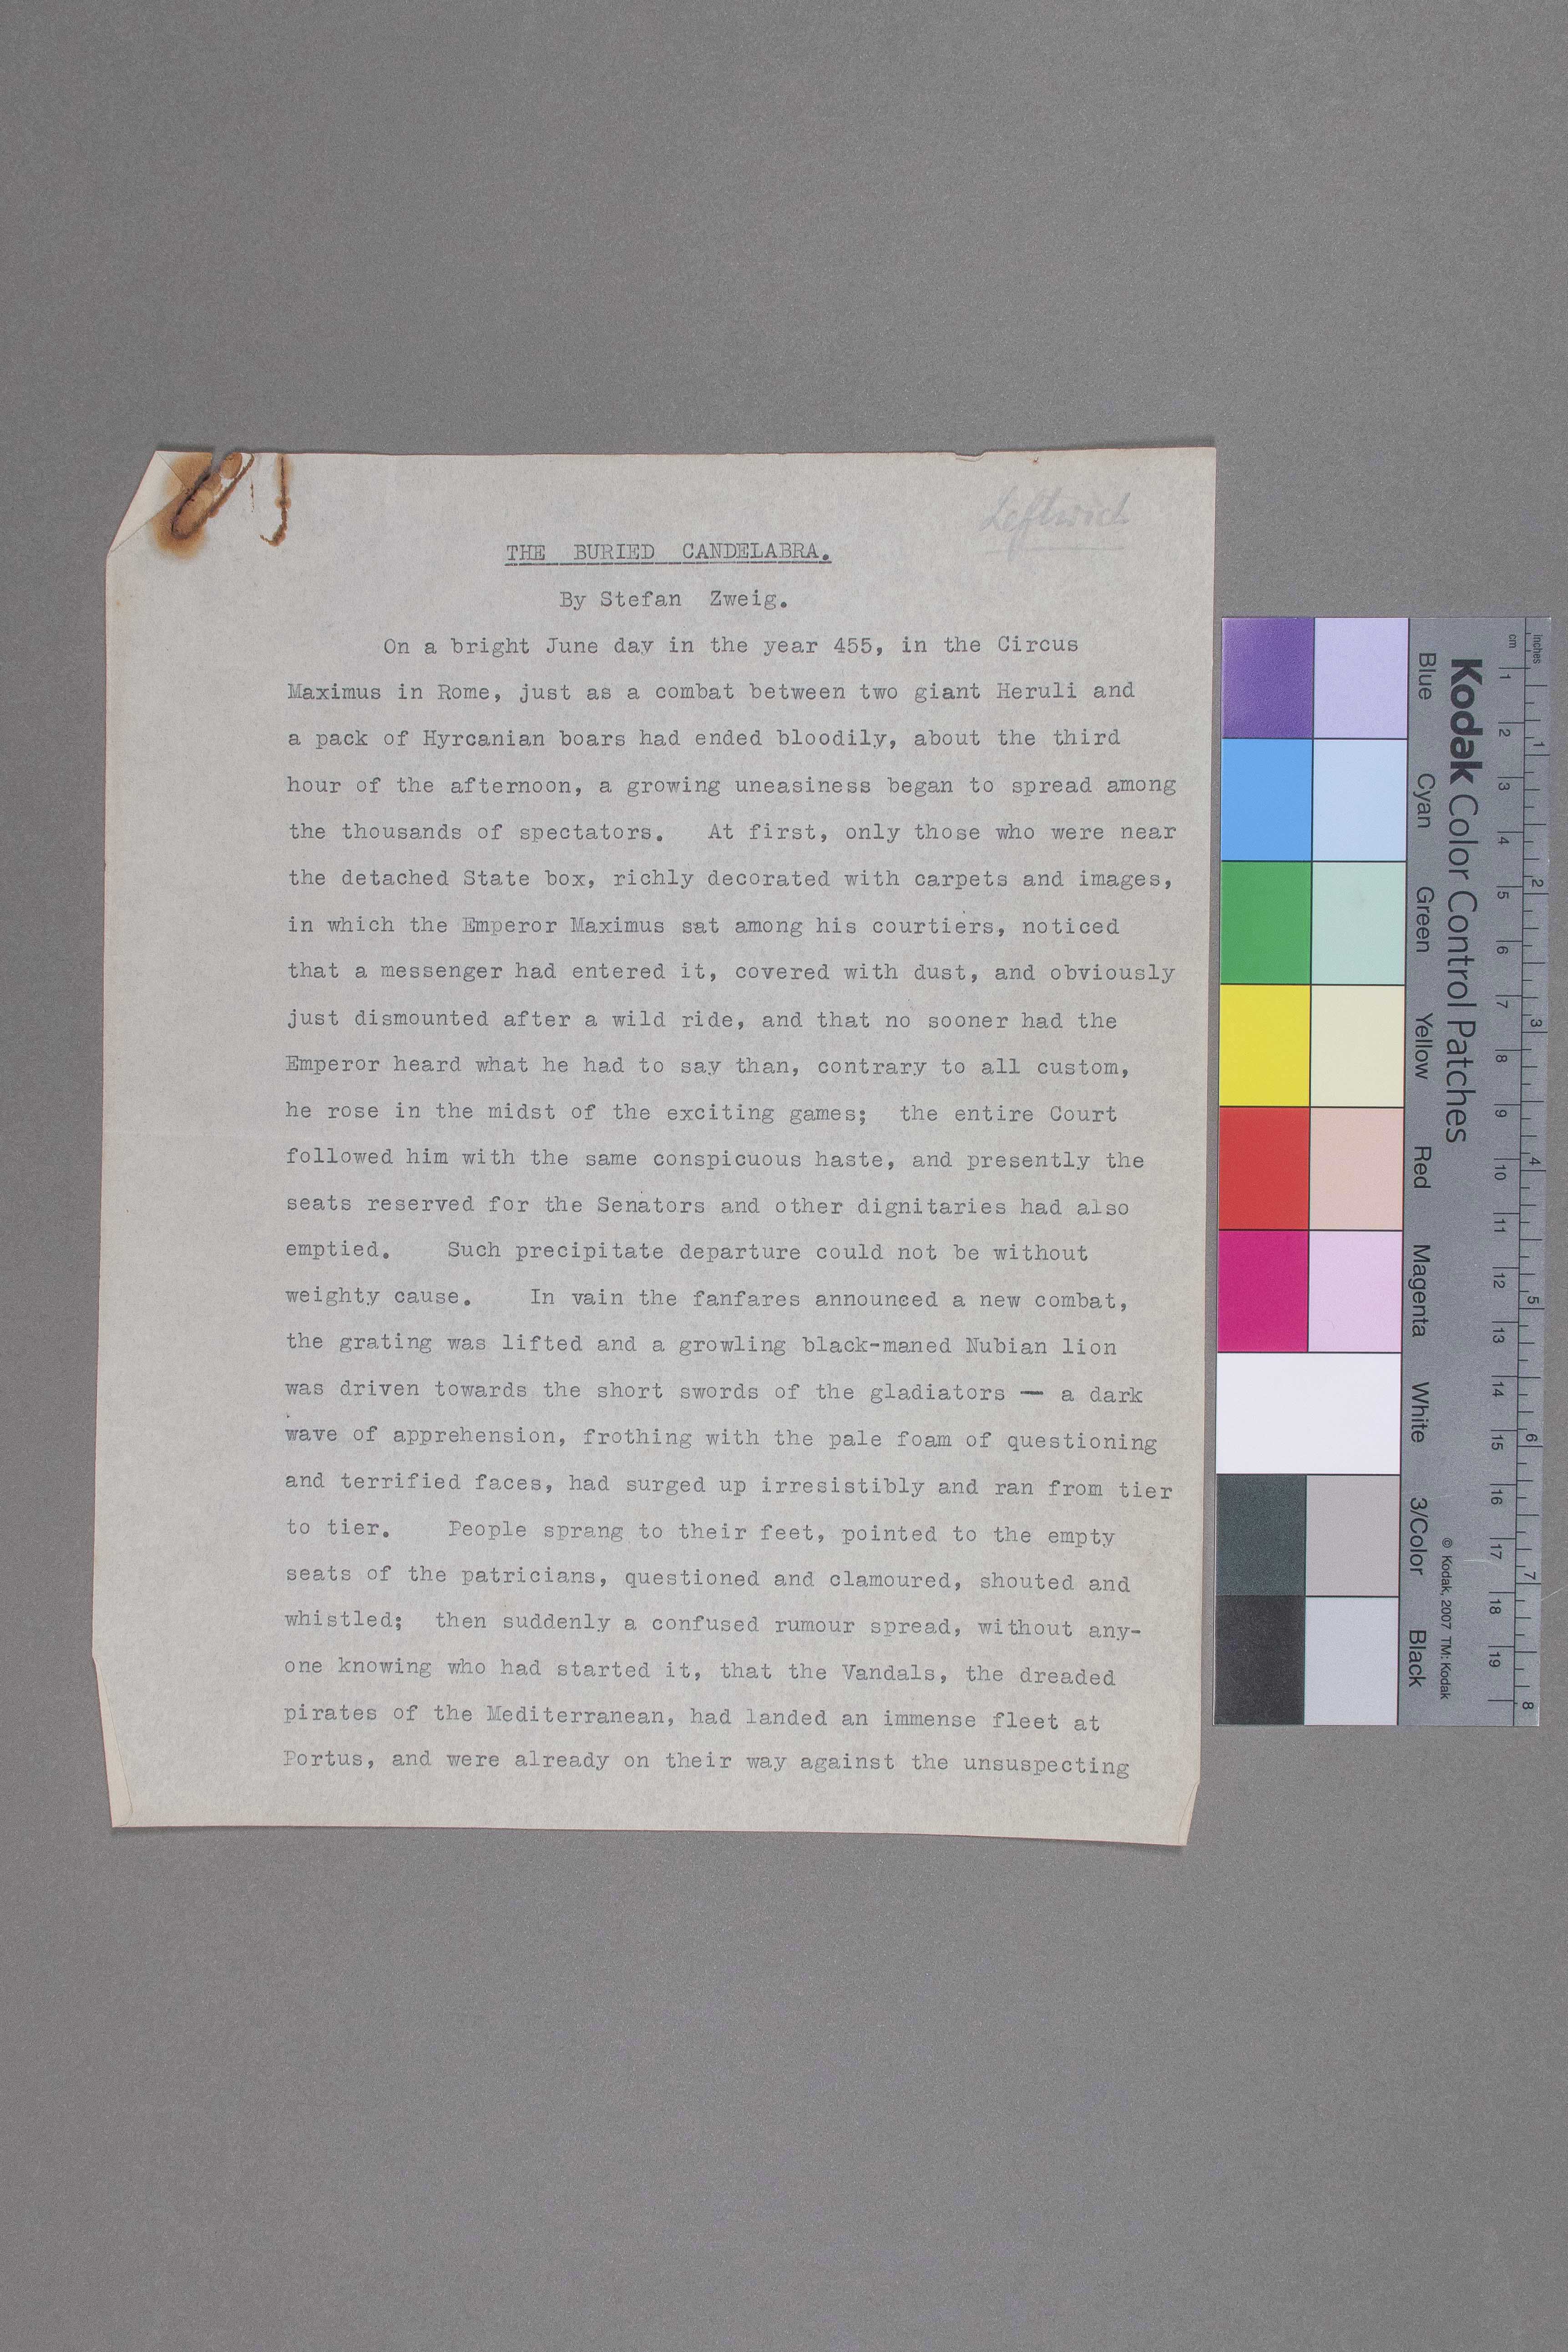 Leftwich
THE BURIED CANDELABRA.
By Stefan Zweig.
On a bright June day in the year 455, in the Circus
Maximus in Rome, just as a combat between two giant Heruli and
a pack of Hyrcanian boars had ended bloodily, about the third
hour of the afternoon, a growing uneasiness began to spread among
the thousands of spectators. At first, only those who were near
the detached State box, richly decorated with carpets and images,
in which the Emperor Maximus sat among his courtiers, noticed
that a messenger had entered it, covered with dust, and obviously
just dismounted after a wild ride, and that no sooner had the
Emperor heard what he had to say than, contrary to all custom,
he rose in the midst of the exciting games; the entire Court
followed him with the same conspicuous haste, and presently the
seats reserved for the Senators and other dignitaries had also
emptied. Such precipitate departure could not be without
weighty cause. In vain the fanfares announced a new combat,
the grating was lifted and a growling black-maned Nubian lion
was driven towards the short swords of the gladiators — a dark
wave of apprehension, frothing with the pale foam of questioning
and terrified faces, had surged up irresistibly and ran from tier
to tier. People sprang to their feet, pointed to the empty
seats of the patricians, questioned and clamoured, shouted and
whistled; then suddenly a confused rumour spread, without any-
one knowing who had started it, that the Vandals, the dreaded
pirates of the Mediterranean, had landed an immense fleet at
Portus, and were already on their way against the unsuspecting
Kodak Color Control Patches
Blue Cyan Green Yellow Red Magenta White 3/Color Black
© Kodak, 2007 TM: Kodak
inches 1 2 3 4 5 6 7 8
cm 1 2 3 4 5 6 7 8 9 10 11 12 13 14 15 16 17 18 19